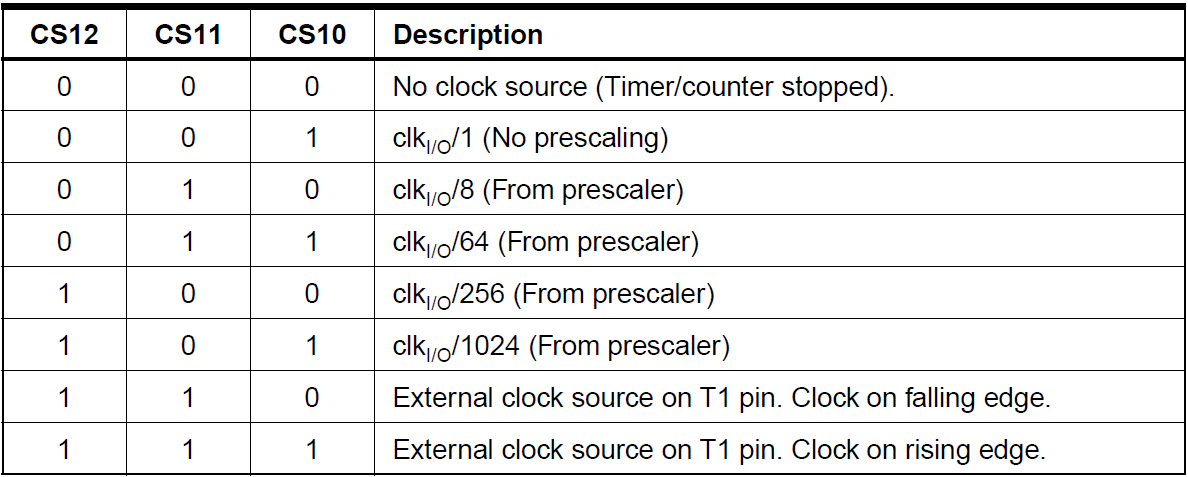 CS12 CS11 CS10 Description
0 0 0 No clock source (Timer/counter stopped).
0 0 1 clkI/O/1 (No prescaling)
0 1 0 clkI/O/8 (From prescaler)
0 1 1 clkI/O/64 (From prescaler)
1 0 0 clkI/O/256 (From prescaler)
1 0 1 clkI/O/1024 (From prescaler)
1 1 0 External clock source on T1 pin. Clock on falling edge.
1 1 1 External clock source on T1 pin. Clock on rising edge.